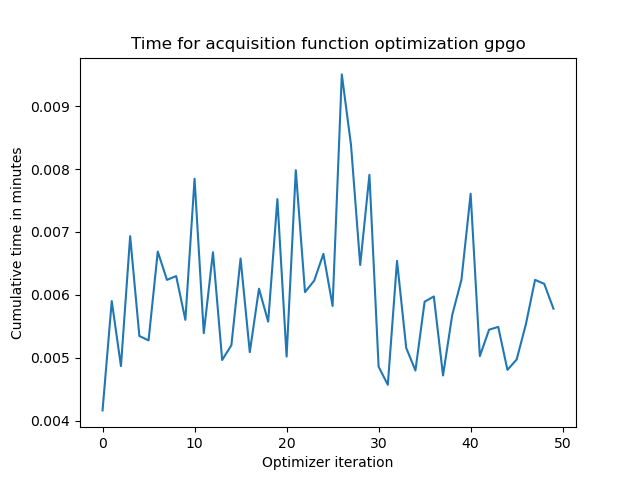 Time for acquisition function optimization gpgo
Cumulative time in minutes
0.009
0.008
0.007
0.006
0.005
0.004
0 10 20 30 40 50
Optimizer iteration